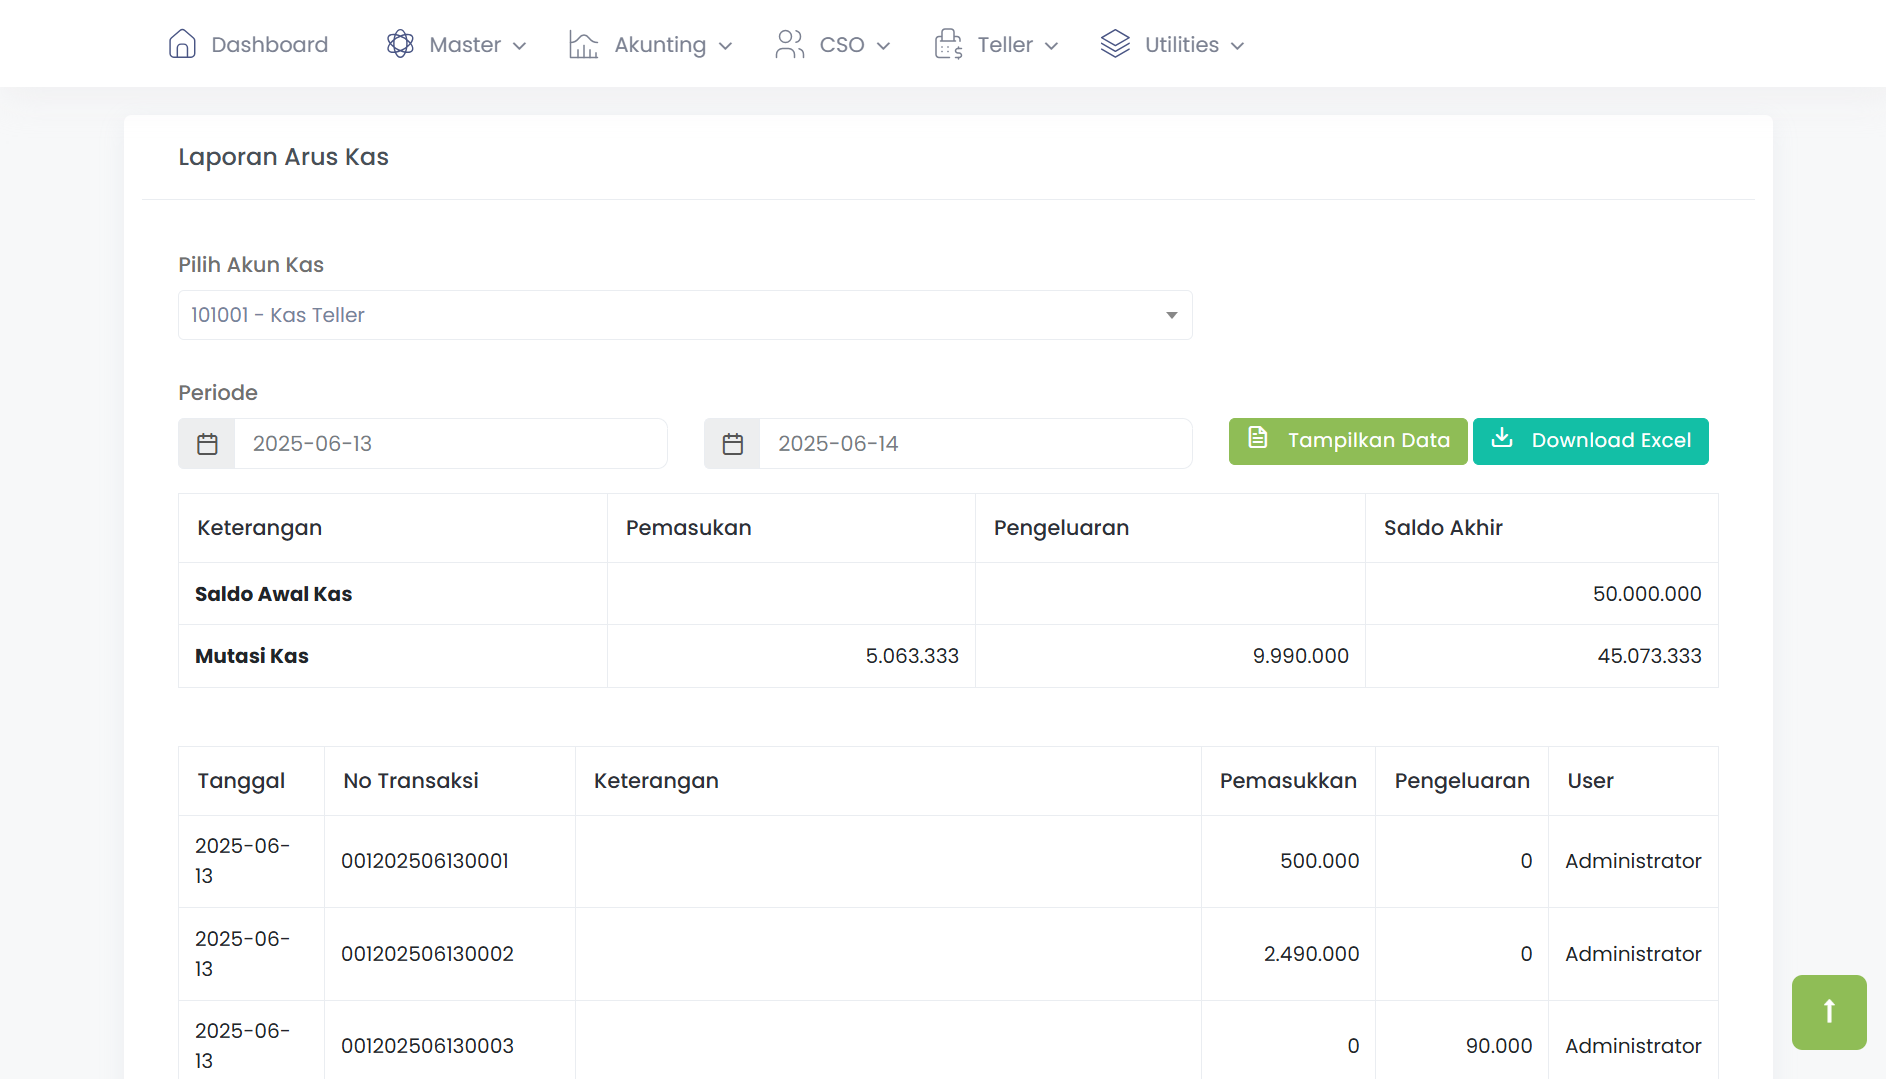 Dashboard Master Akunting CSO Teller Utilities
Laporan Arus Kas
Pilih Akun Kas
101001 - Kas Teller
Periode
2025-06-13 2025-06-14 Tampilkan Data Download Excel
Keterangan Pemasukan Pengeluaran Saldo Akhir
Saldo Awal Kas 50.000.000
Mutasi Kas 5.063.333 9.990.000 45.073.333
Tanggal No Transaksi Keterangan Pemasukkan Pengeluaran User
2025-06-
13 001202506130001 500.000 0 Administrator
2025-06-
13 001202506130002 2.490.000 0 Administrator
2025-06-
13 001202506130003 0 90.000 Administrator